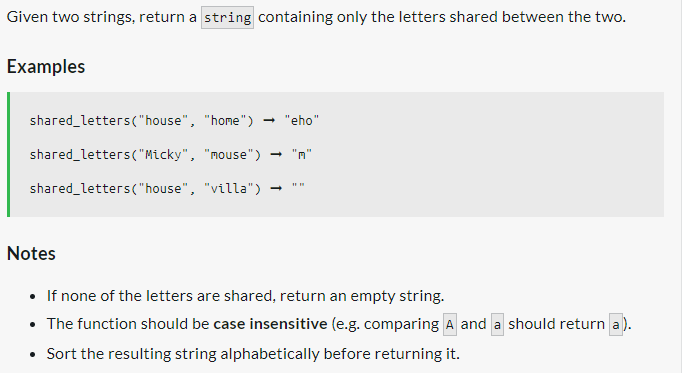 Given two strings, return a string containing only the letters shared between the two.
Examples
shared_letters("house", "home") ➞ "eho"
shared_letters("Micky", "mouse") ➞ "m"
shared_letters("house", "villa") ➞ ""
Notes
• If none of the letters are shared, return an empty string.
• The function should be case insensitive (e.g. comparing A and a should return a).
• Sort the resulting string alphabetically before returning it.